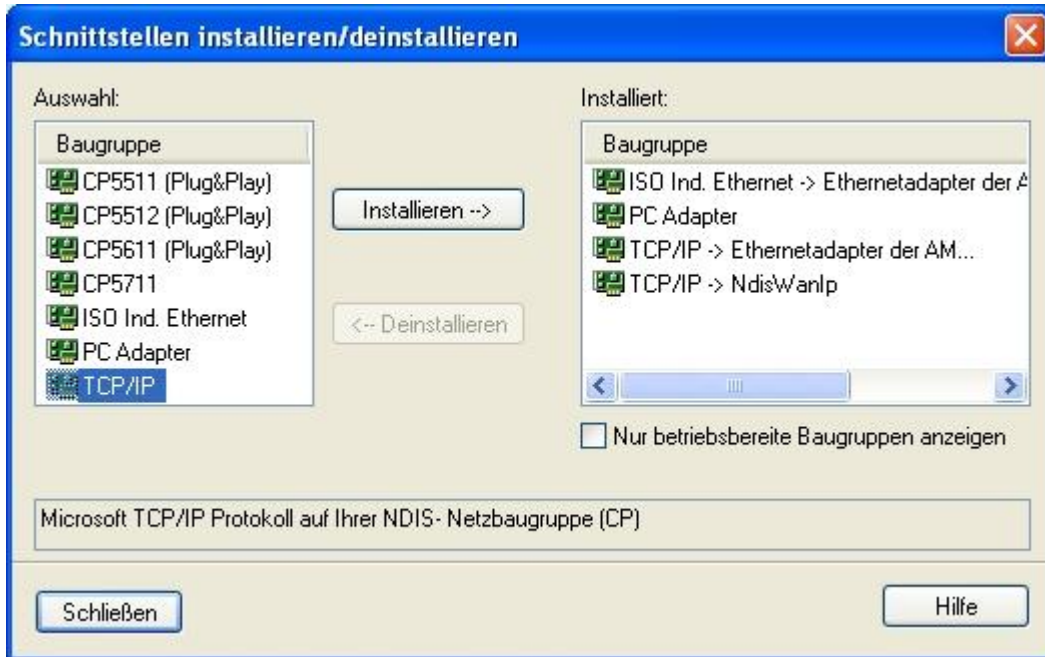 Schnittstellen installieren/deinstallieren
Auswahl:
Baugruppe
CP5511 (Plug&Play)
CP5512 (Plug&Play)
CP5611 (Plug&Play)
CP5711
ISO Ind. Ethernet
PC Adapter
TCP/IP
Installieren -->
<-- Deinstallieren
Installiert:
Baugruppe
ISO Ind. Ethernet -> Ethernetadapter der A
PC Adapter
TCP/IP -> Ethernetadapter der AM...
TCP/IP -> NdisWanIp
Nur betriebsbereite Baugruppen anzeigen
Microsoft TCP/IP Protokoll auf Ihrer NDIS- Netzbaugruppe (CP)
Schließen
Hilfe